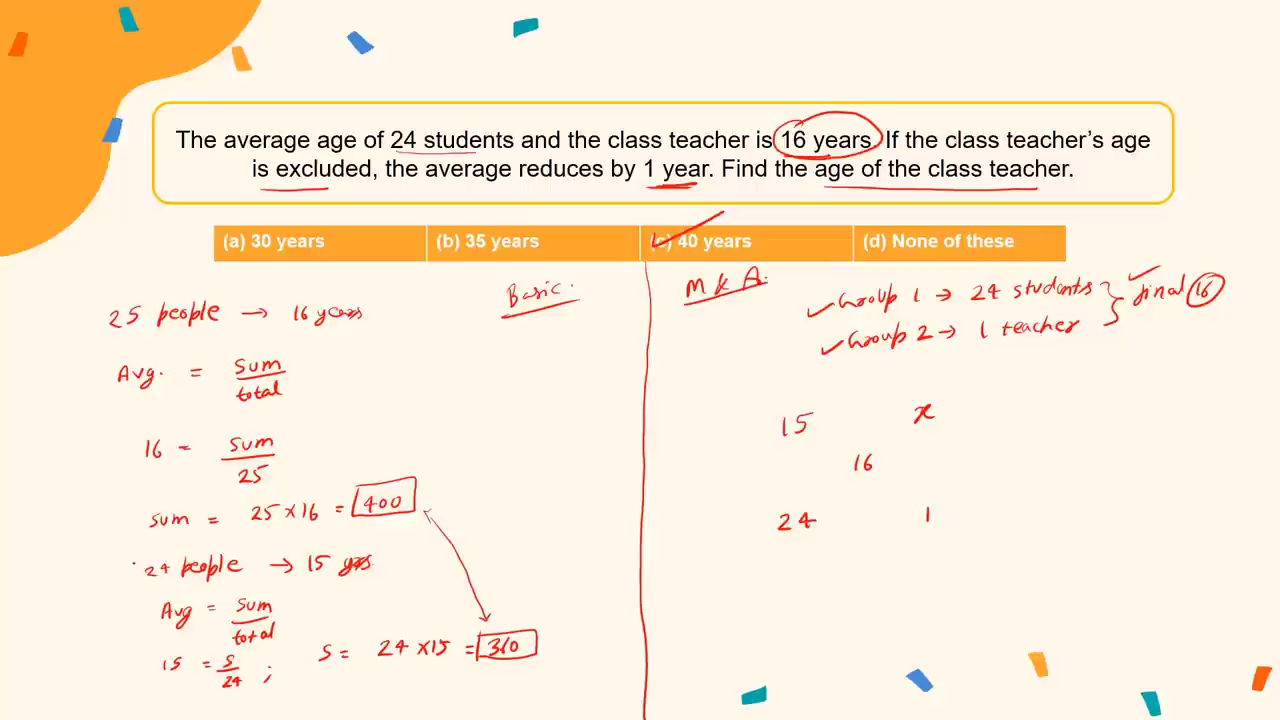 The average age of 24 students and the class teacher is 16 years. If the class teacher's age
is excluded, the average reduces by 1 year. Find the age of the class teacher.
(a) 30 years
(b) 35 years
(c) 40 years
(d) None of these
Basic.
25 people → 16 years
Avg. = sum/total
16 = sum/25
sum = 25 × 16 = 400
24 people → 15 yrs
Avg = sum/total
15 = s/24 ;
S = 24 × 15 = 360
M & A.
Group 1 → 24 students
Group 2 → 1 teacher
final 16
15 x
16
24 1